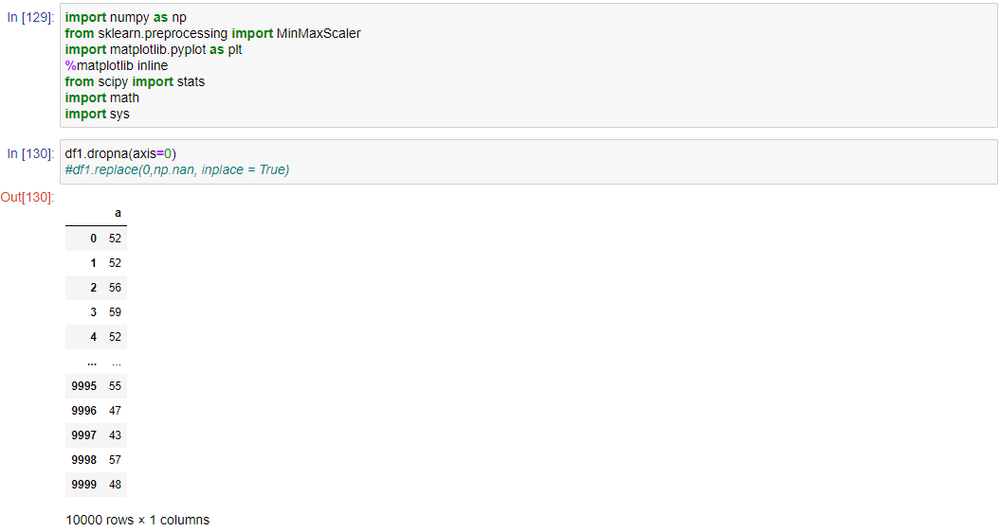 In [129]: import numpy as np
from sklearn.preprocessing import MinMaxScaler
import matplotlib.pyplot as plt
%matplotlib inline
from scipy import stats
import math
import sys
In [130]: df1.dropna(axis=0)
#df1.replace(0,np.nan, inplace = True)
Out[130]:
a
0 52
1 52
2 56
3 59
4 52
... ...
9995 55
9996 47
9997 43
9998 57
9999 48
10000 rows × 1 columns